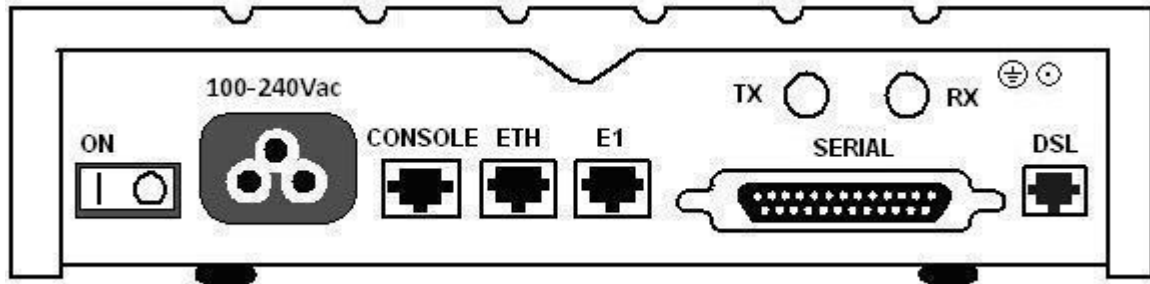 100-240Vac
TX
RX
ON
CONSOLE
ETH
E1
SERIAL
DSL